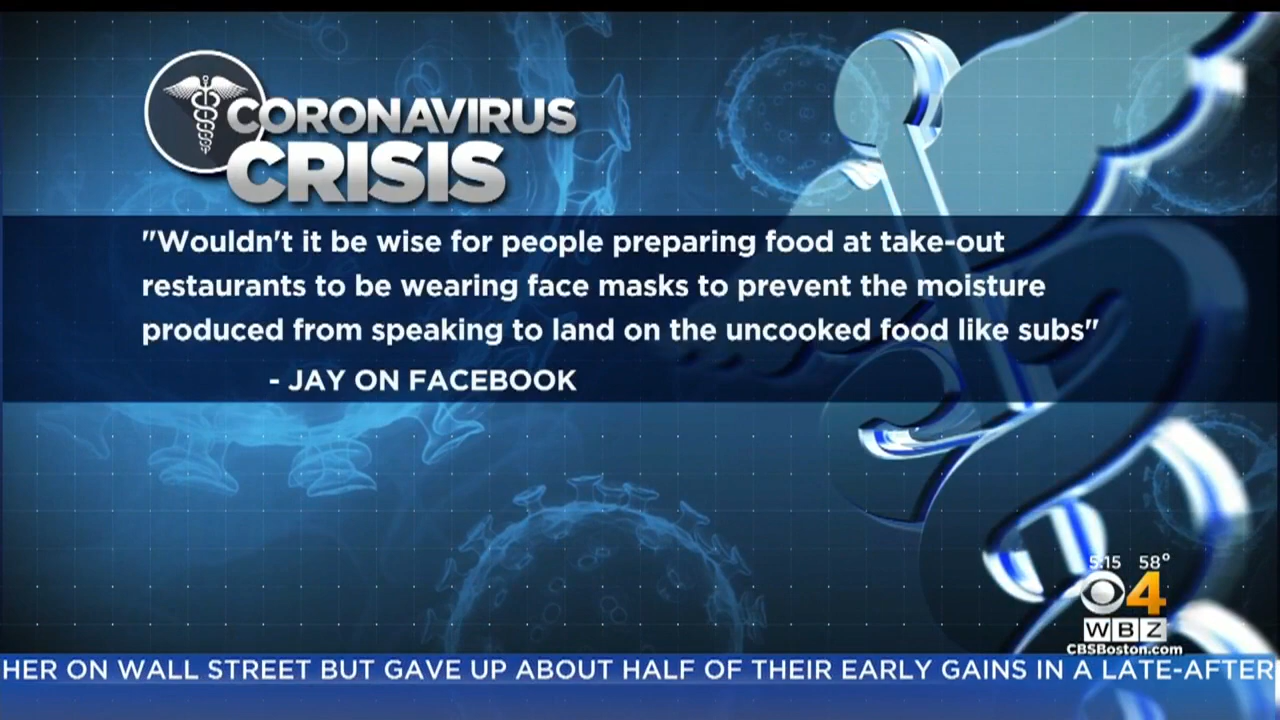 CORONAVIRUS
CRISIS
"Wouldn't it be wise for people preparing food at take-out
restaurants to be wearing face masks to prevent the moisture
produced from speaking to land on the uncooked food like subs"
- JAY ON FACEBOOK
5:15 58°
4
WBZ
CBSBoston.com
HER ON WALL STREET BUT GAVE UP ABOUT HALF OF THEIR EARLY GAINS IN A LATE-AFTER